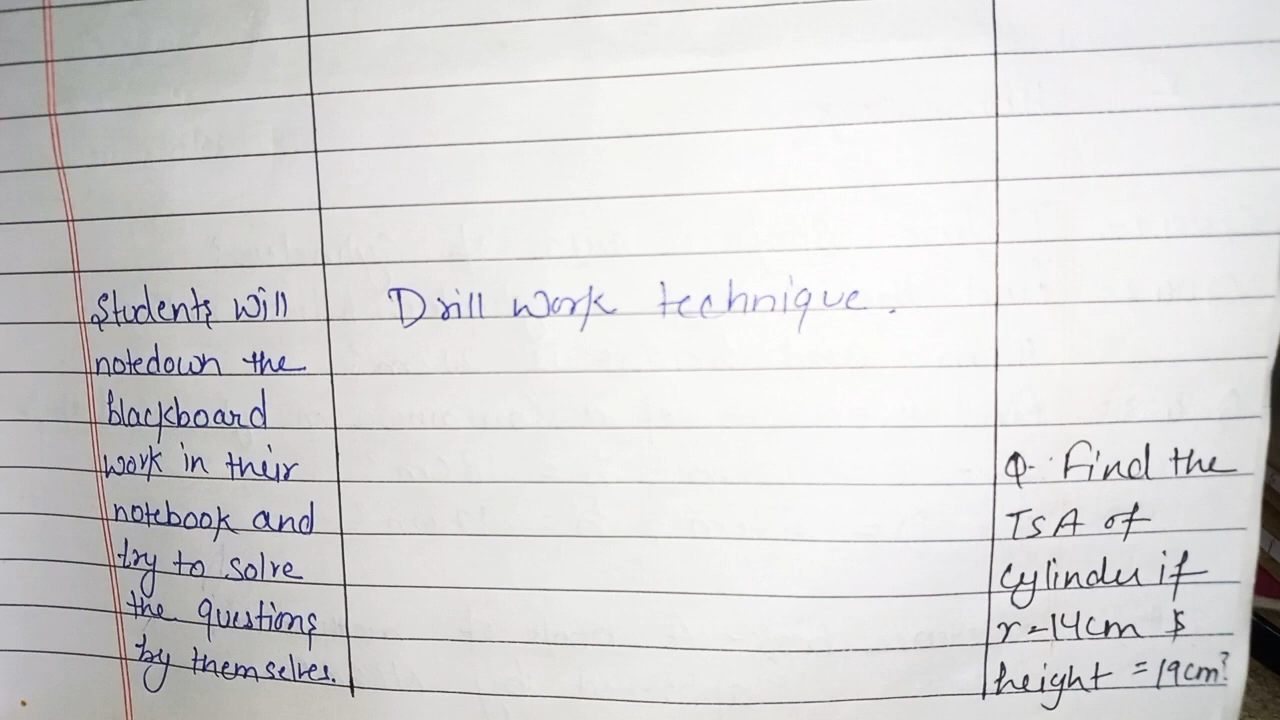 Students will
notedown the
blackboard
work in their
notebook and
try to solve
the questions
by themselves.
Drill work technique.
Q. Find the
TSA of
cylinder if
r=14cm &
height = 19cm?